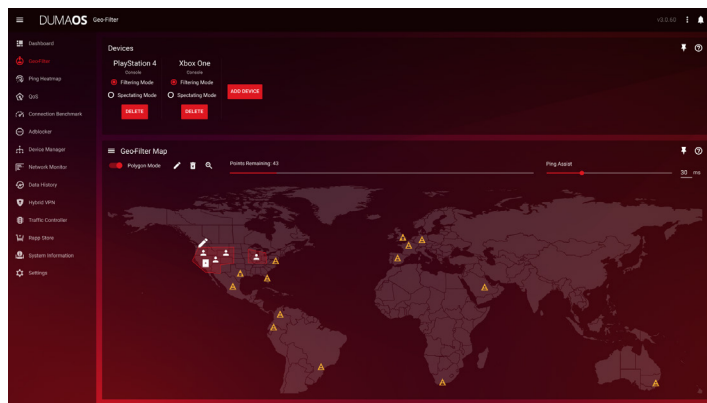 DUMAOS Geo-Filter v3.0.60
Dashboard
Geo-Filter
Ping Heatmap
QoS
Connection Benchmark
Adblocker
Device Manager
Network Monitor
Data History
Hybrid VPN
Traffic Controller
Rapp Store
System Information
Settings
Devices
PlayStation 4
Console
Filtering Mode
Spectating Mode
DELETE
Xbox One
Console
Filtering Mode
Spectating Mode
DELETE
ADD DEVICE
Geo-Filter Map
Polygon Mode
Points Remaining: 43
Ping Assist
30 ms